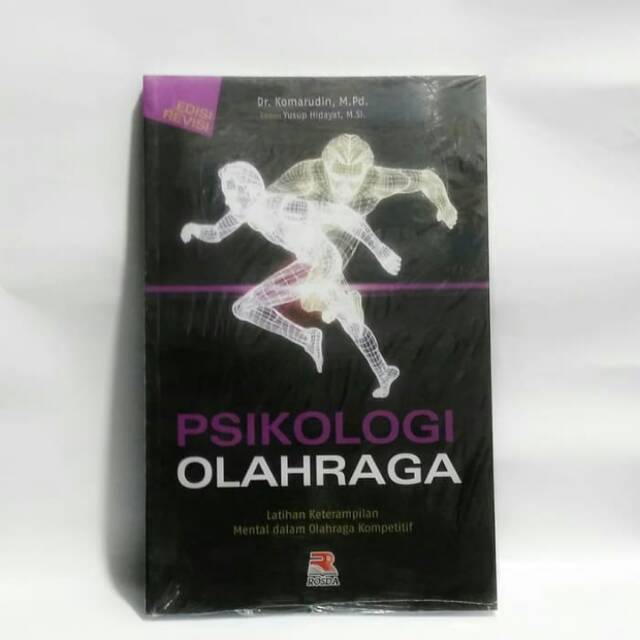 EDISI
REVISI
Dr. Komarudin, M.Pd.
Yusup Hidayat, M.Si.
PSIKOLOGI
OLAHRAGA
Latihan Keterampilan
Mental dalam Olahraga Kompetitif
R
ROSDA